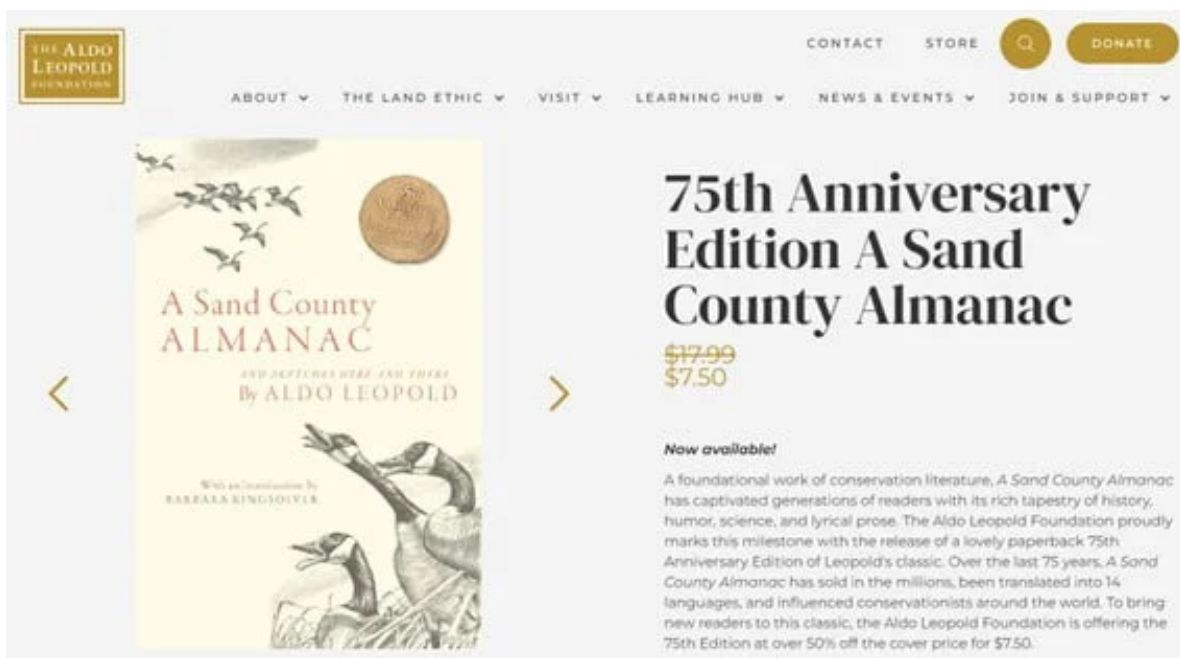 THE ALDO
LEOPOLD
FOUNDATION
CONTACT
STORE
DONATE
ABOUT
THE LAND ETHIC
VISIT
LEARNING HUB
NEWS & EVENTS
JOIN & SUPPORT
A Sand County
ALMANAC
AND SKETCHES HERE AND THERE
By ALDO LEOPOLD
With an introduction by
BARBARA KINGSOLVER
75th Anniversary
Edition A Sand
County Almanac
$17.99
$7.50
Now available!
A foundational work of conservation literature, A Sand County Almanac
has captivated generations of readers with its rich tapestry of history,
humor, science, and lyrical prose. The Aldo Leopold Foundation proudly
marks this milestone with the release of a lovely paperback 75th
Anniversary Edition of Leopold's classic. Over the last 75 years, A Sand
County Almanac has sold in the millions, been translated into 14
languages, and influenced conservationists around the world. To bring
new readers to this classic, the Aldo Leopold Foundation is offering the
75th Edition at over 50% off the cover price for $7.50.